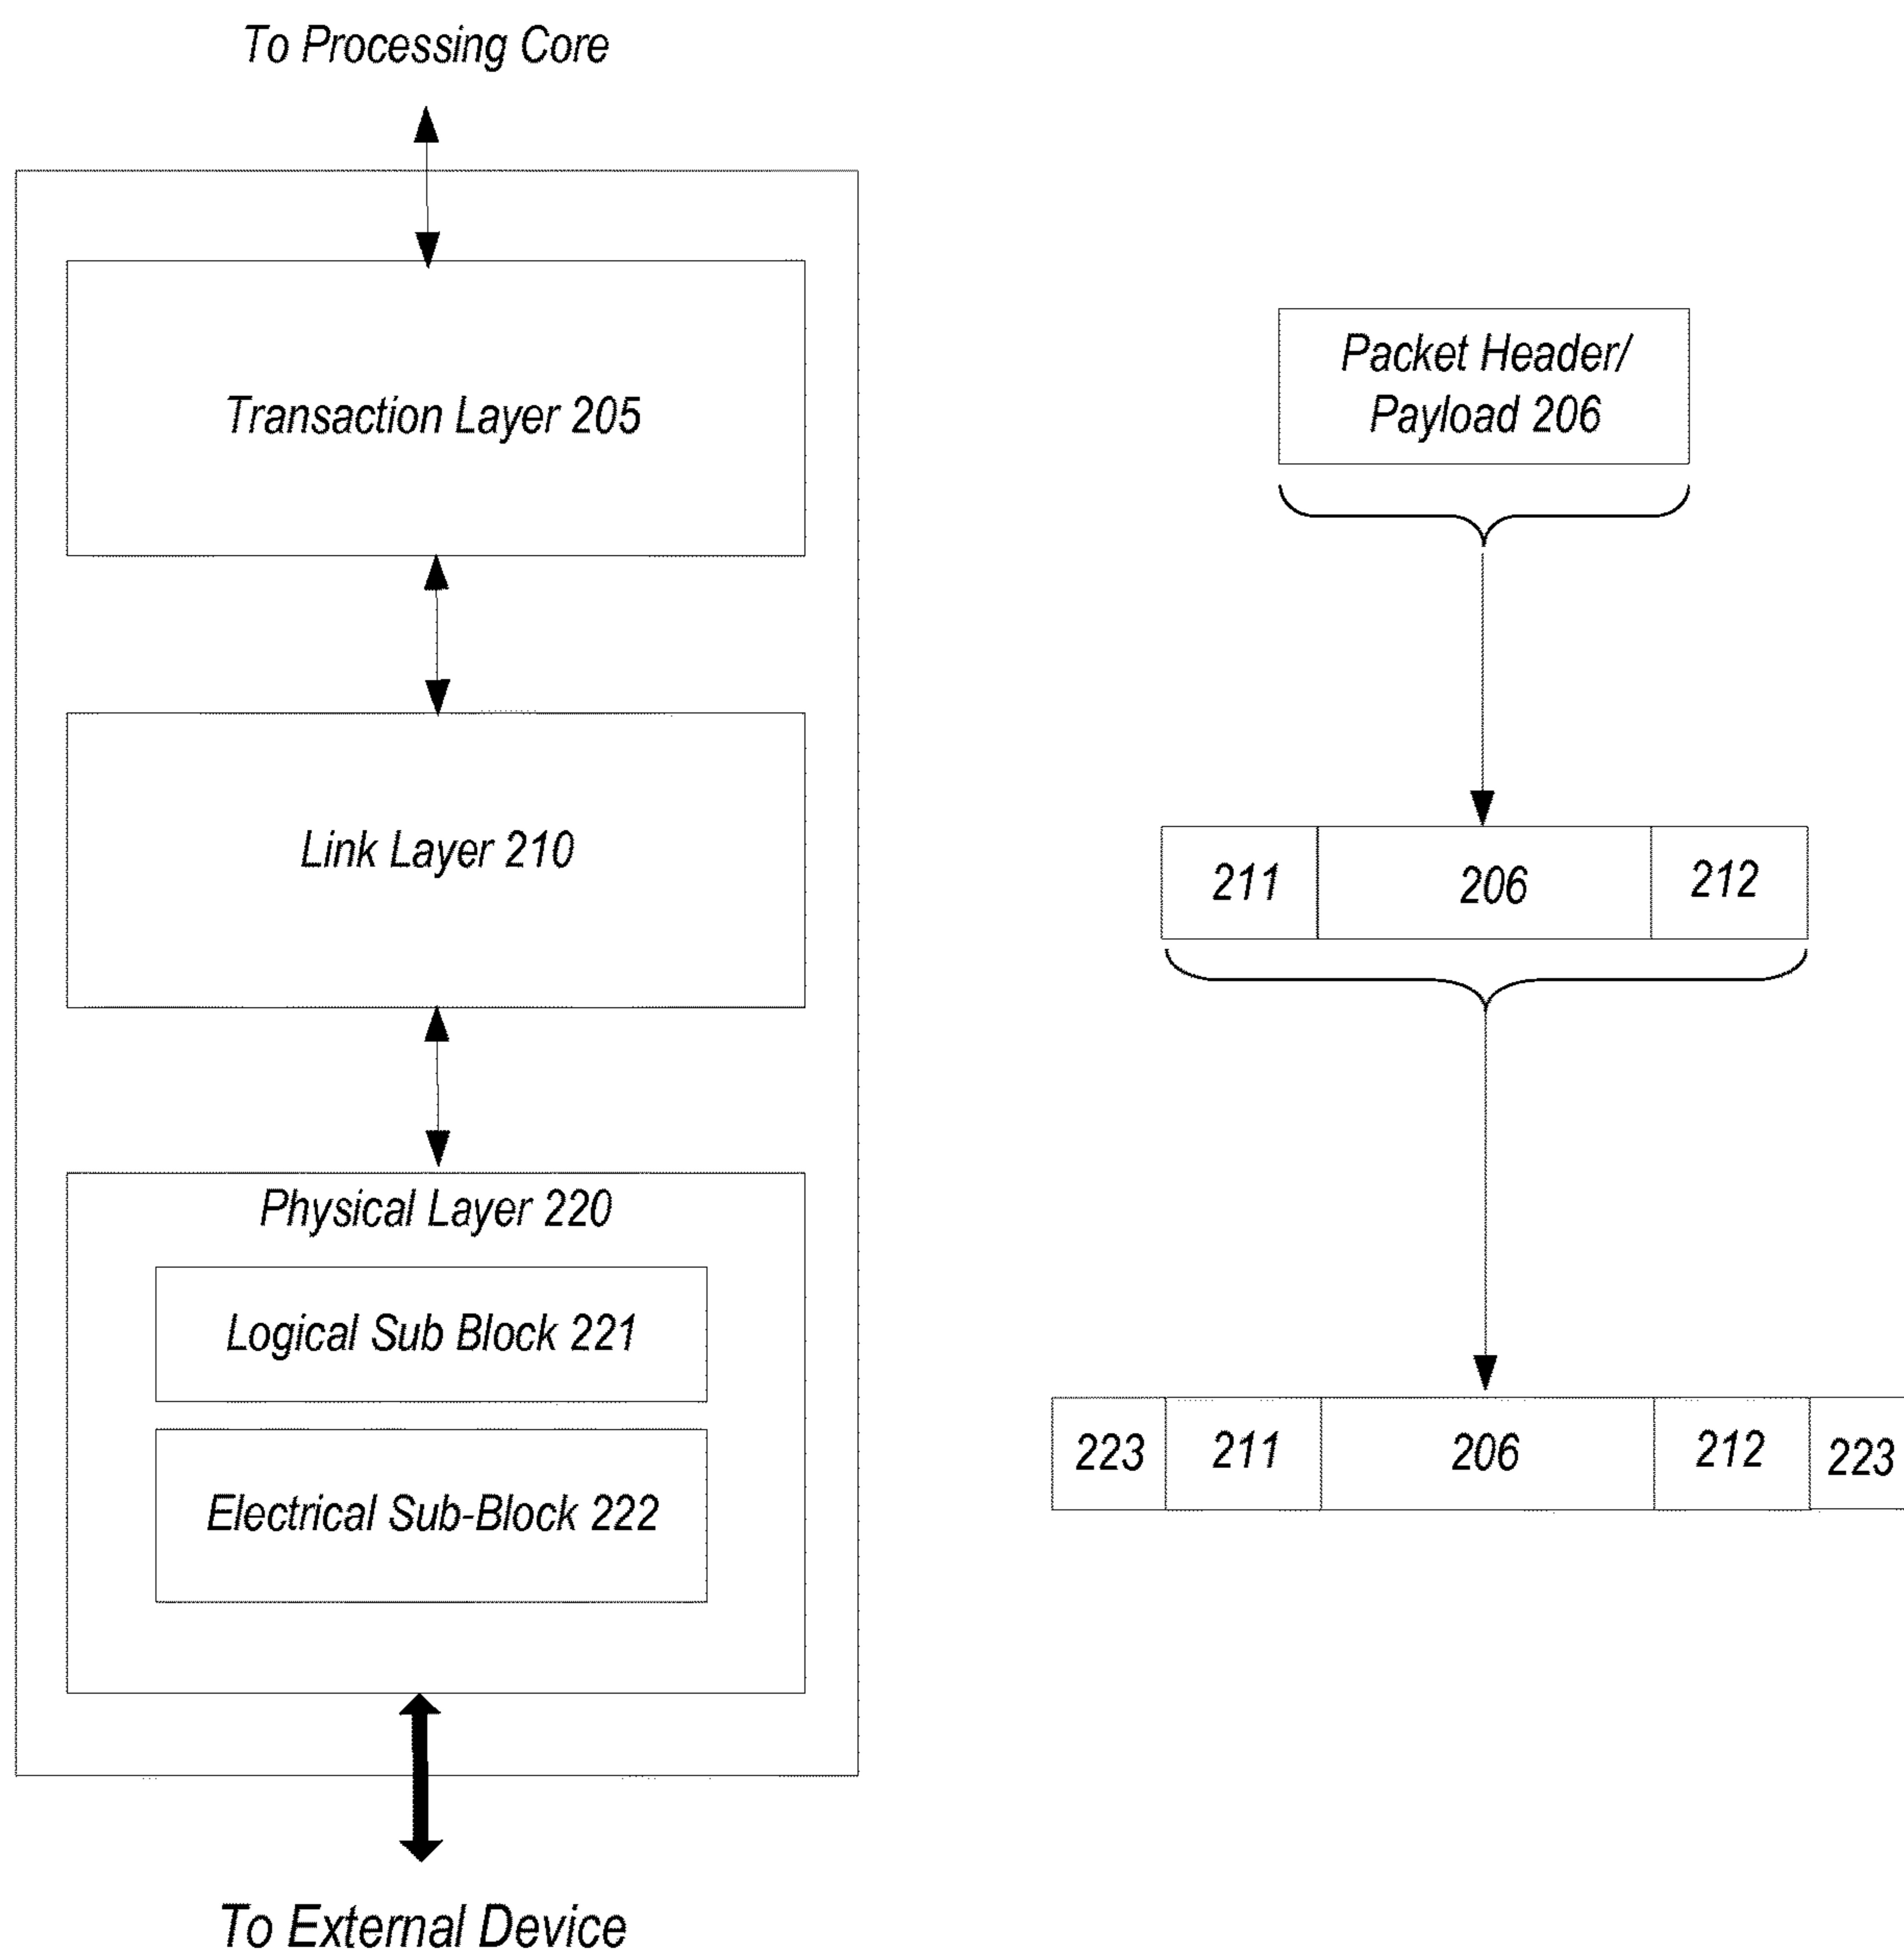 To Processing Core
Transaction Layer 205
Packet Header/
Payload 206
Link Layer 210
211 206 212
Physical Layer 220
Logical Sub Block 221
Electrical Sub-Block 222
223 211 206 212 223
To External Device